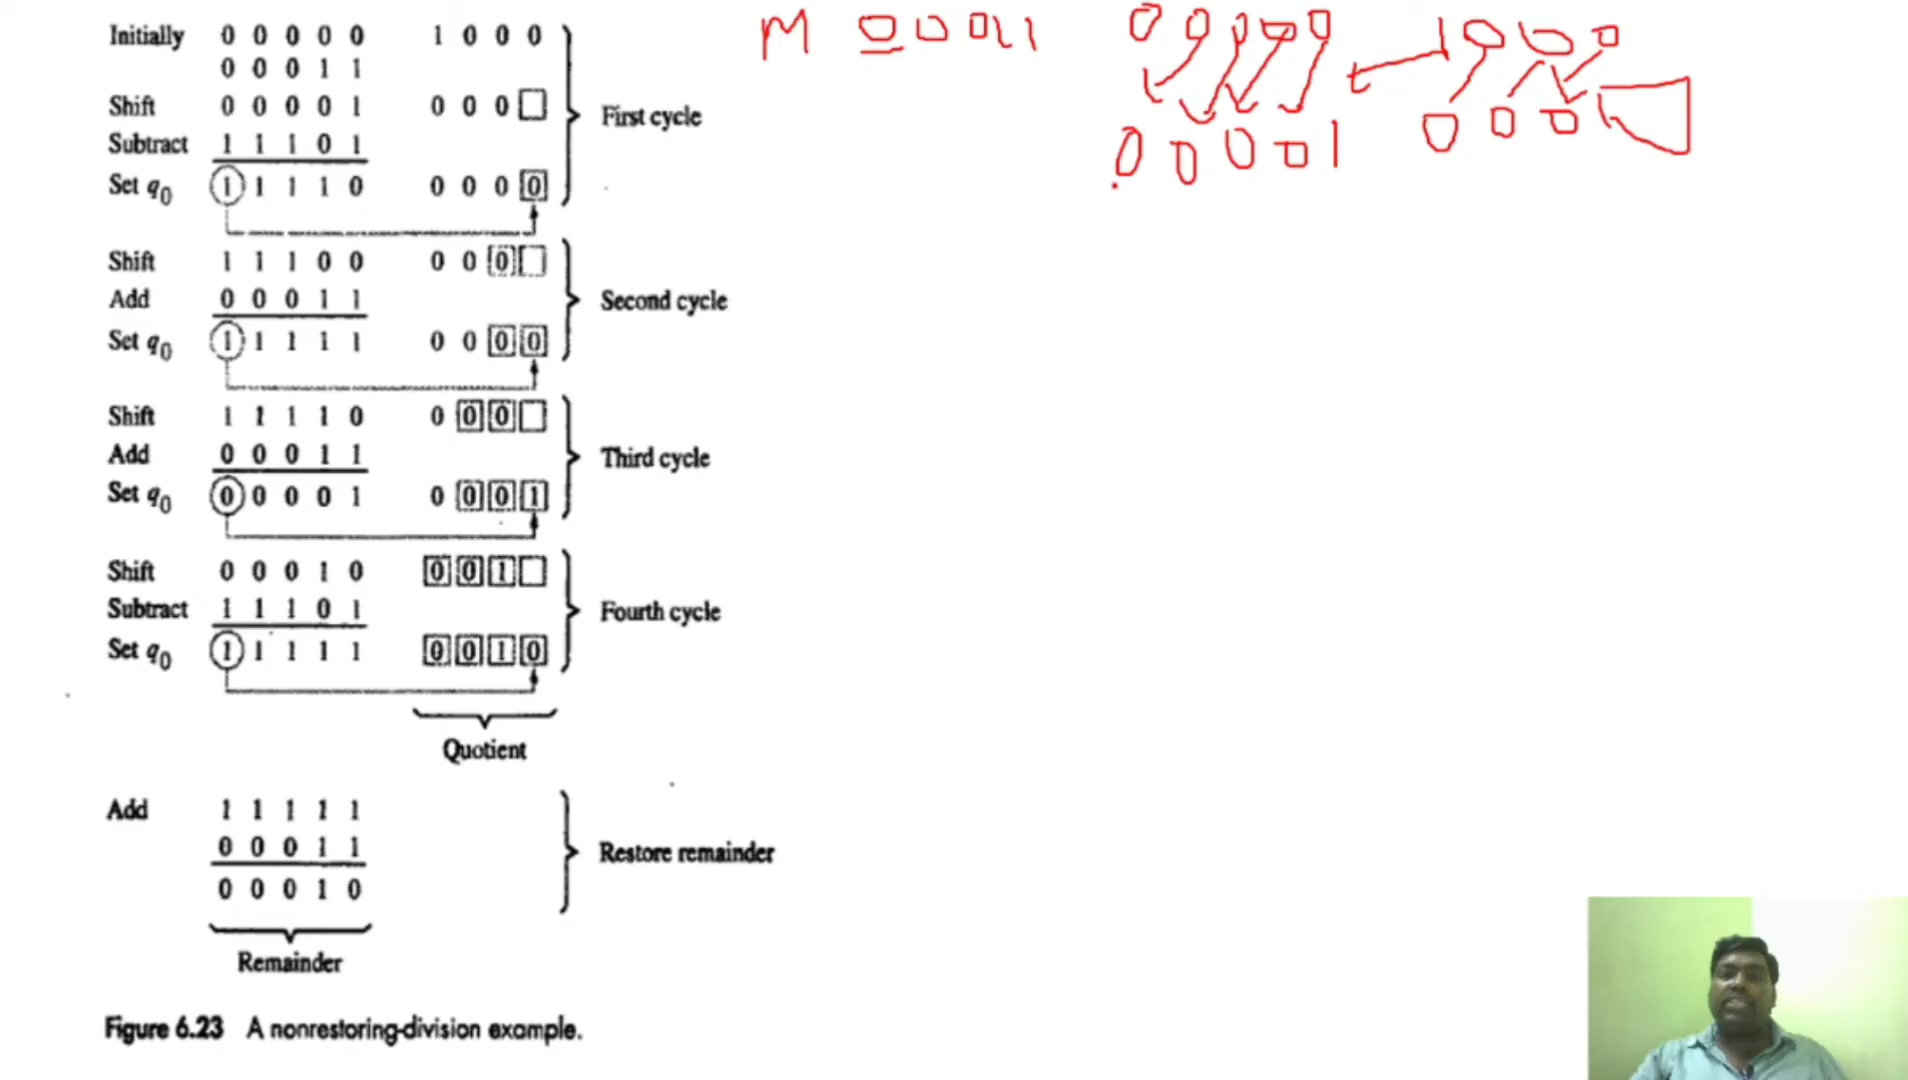 Initially 0 0 0 0 0 1 0 0 0
0 0 0 1 1
Shift 0 0 0 0 1 0 0 0
Subtract 1 1 1 0 1
Set q0 1 1 1 1 0 0 0 0 0
First cycle
Shift 1 1 1 0 0 0 0 0
Add 0 0 0 1 1
Set q0 1 1 1 1 1 0 0 0 0
Second cycle
Shift 1 1 1 1 0 0 0 0
Add 0 0 0 1 1
Set q0 0 0 0 0 1 0 0 0 1
Third cycle
Shift 0 0 0 1 0 0 0 1
Subtract 1 1 1 0 1
Set q0 1 1 1 1 1 0 0 1 0
Fourth cycle
Quotient
Add 1 1 1 1 1
0 0 0 1 1
0 0 0 1 0
Restore remainder
Remainder
Figure 6.23 A nonrestoring-division example.
M 00011 0 0 0 0 0 1 0 0 0
0 0 0 0 1 0 0 0